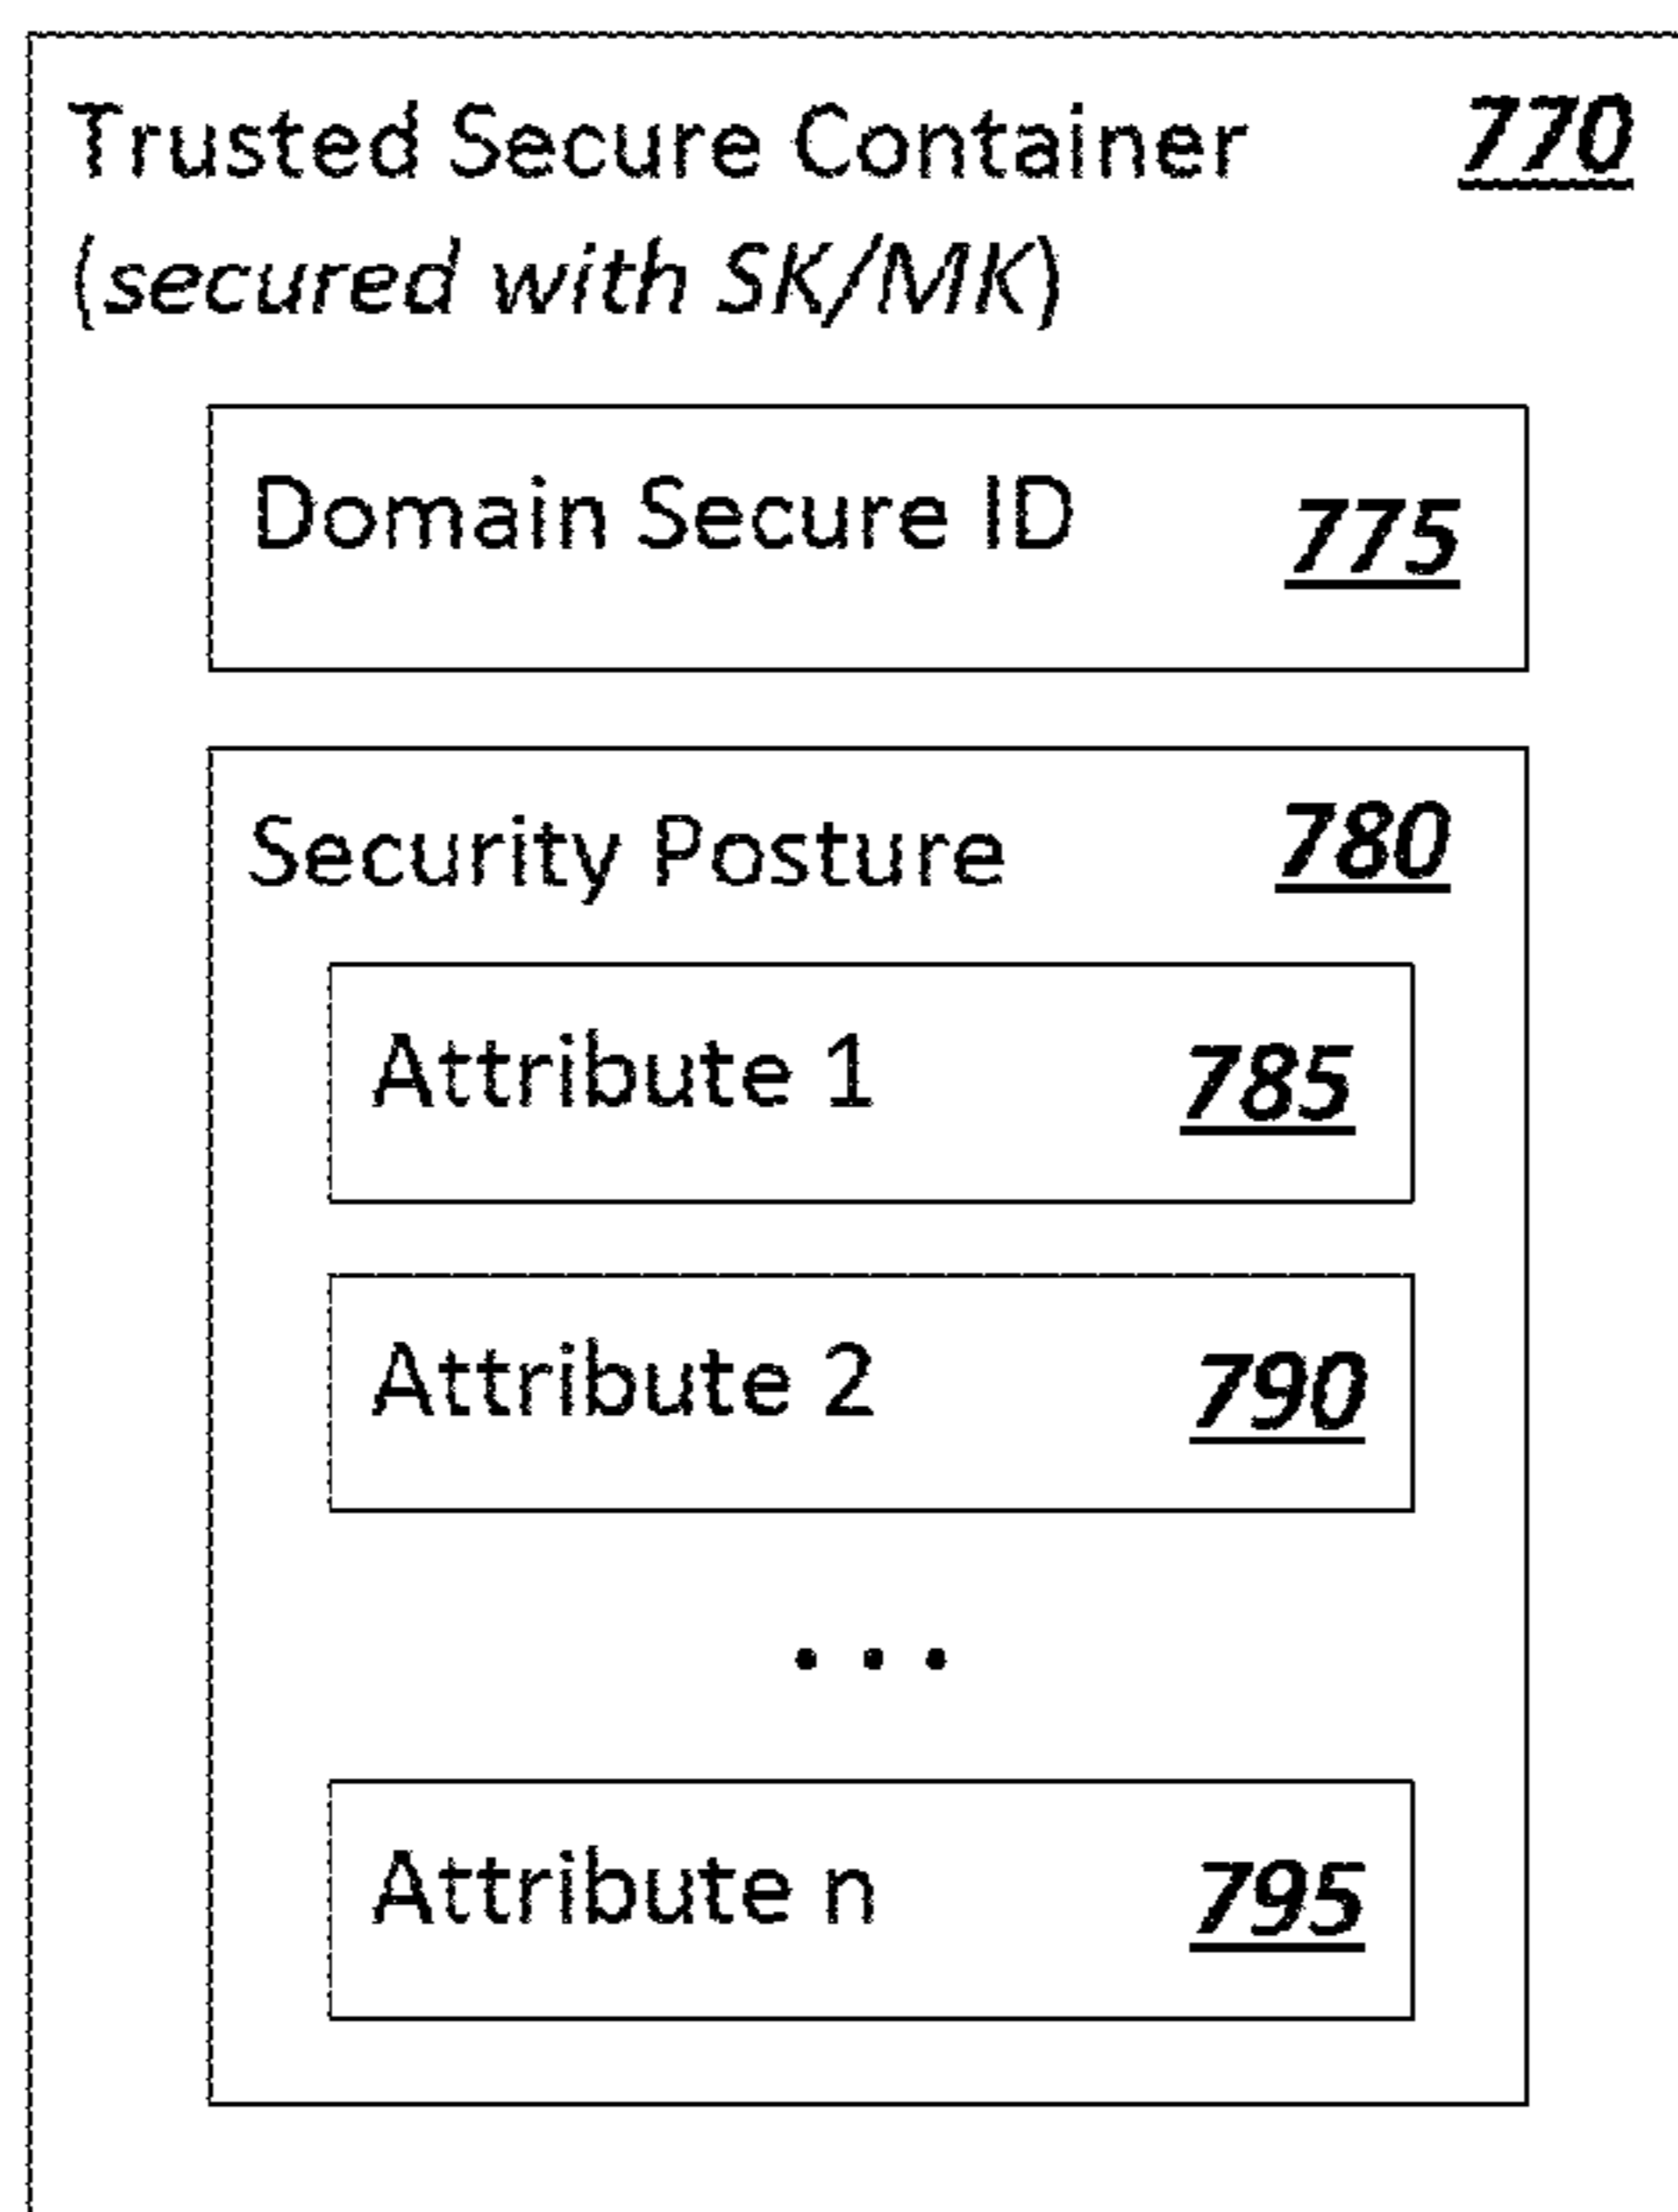 Trusted Secure Container 770
(secured with SK/MK)
Domain Secure ID 775
Security Posture 780
Attribute 1 785
Attribute 2 790
...
Attribute n 795